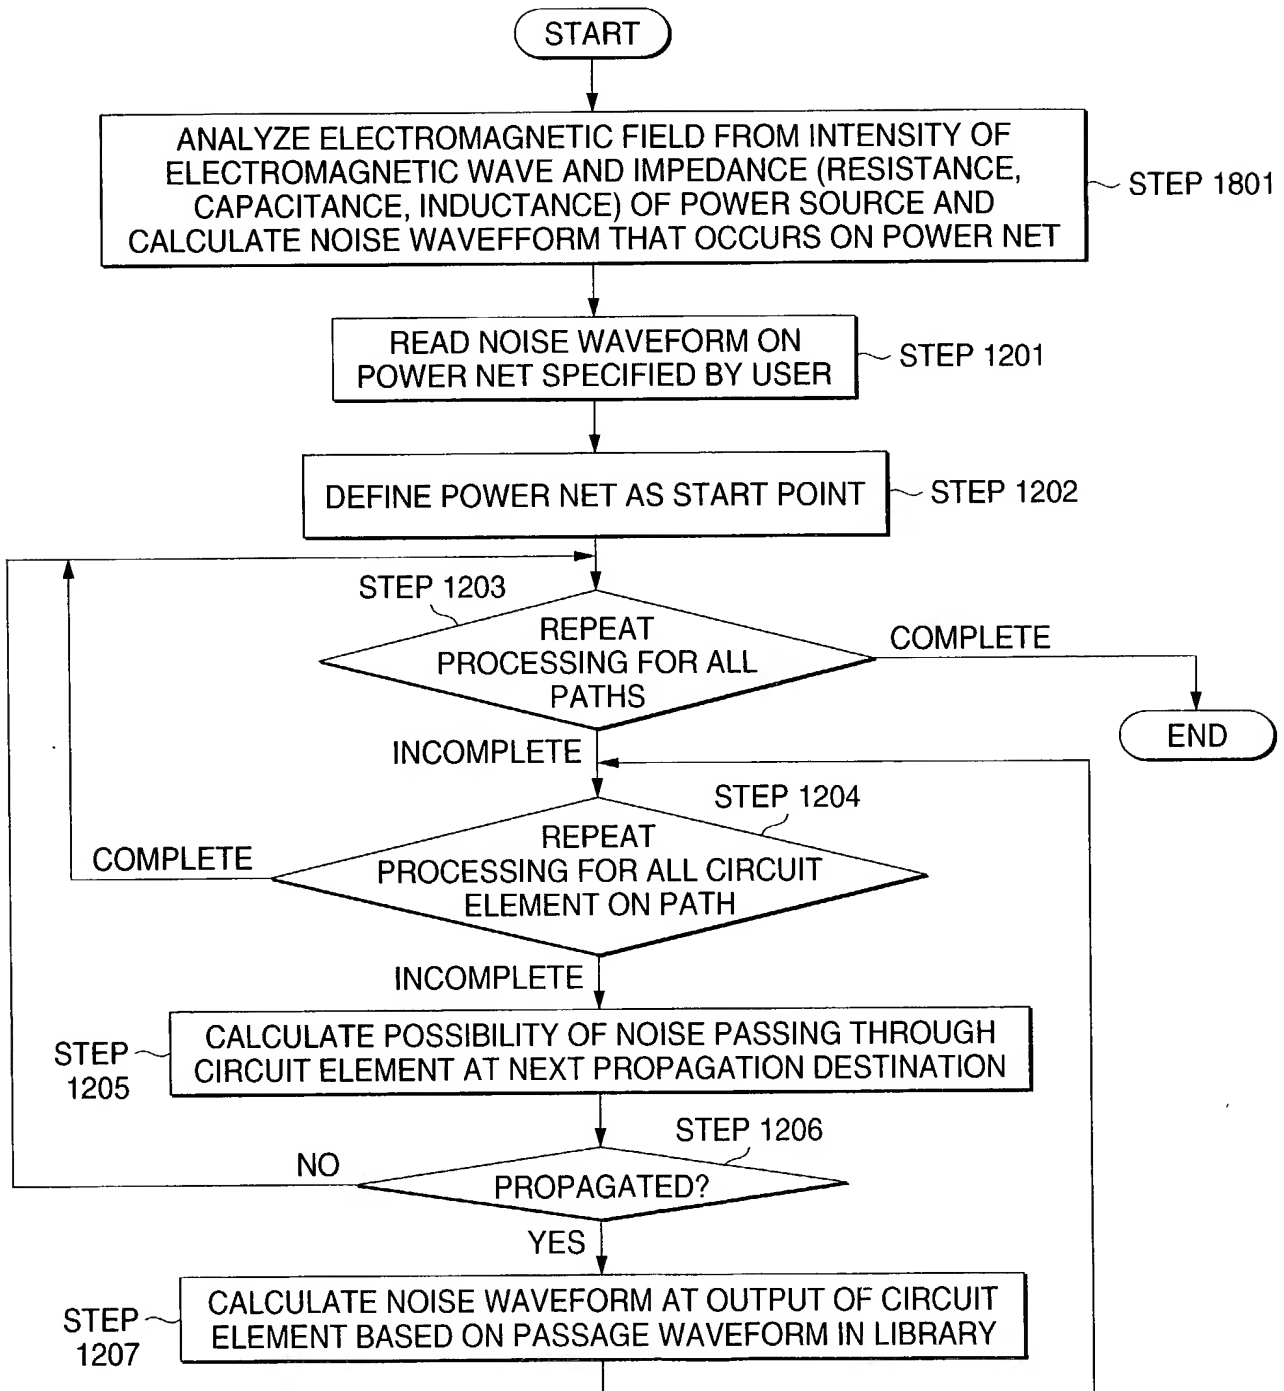 START
ANALYZE ELECTROMAGNETIC FIELD FROM INTENSITY OF
ELECTROMAGNETIC WAVE AND IMPEDANCE (RESISTANCE,
CAPACITANCE, INDUCTANCE) OF POWER SOURCE AND
CALCULATE NOISE WAVEFFORM THAT OCCURS ON POWER NET
STEP 1801
READ NOISE WAVEFORM ON
POWER NET SPECIFIED BY USER
STEP 1201
DEFINE POWER NET AS START POINT
STEP 1202
STEP 1203
REPEAT
PROCESSING FOR ALL
PATHS
COMPLETE
END
INCOMPLETE
STEP 1204
REPEAT
PROCESSING FOR ALL CIRCUIT
ELEMENT ON PATH
COMPLETE
INCOMPLETE
STEP
1205
CALCULATE POSSIBILITY OF NOISE PASSING THROUGH
CIRCUIT ELEMENT AT NEXT PROPAGATION DESTINATION
STEP 1206
PROPAGATED?
NO
YES
STEP
1207
CALCULATE NOISE WAVEFORM AT OUTPUT OF CIRCUIT
ELEMENT BASED ON PASSAGE WAVEFORM IN LIBRARY